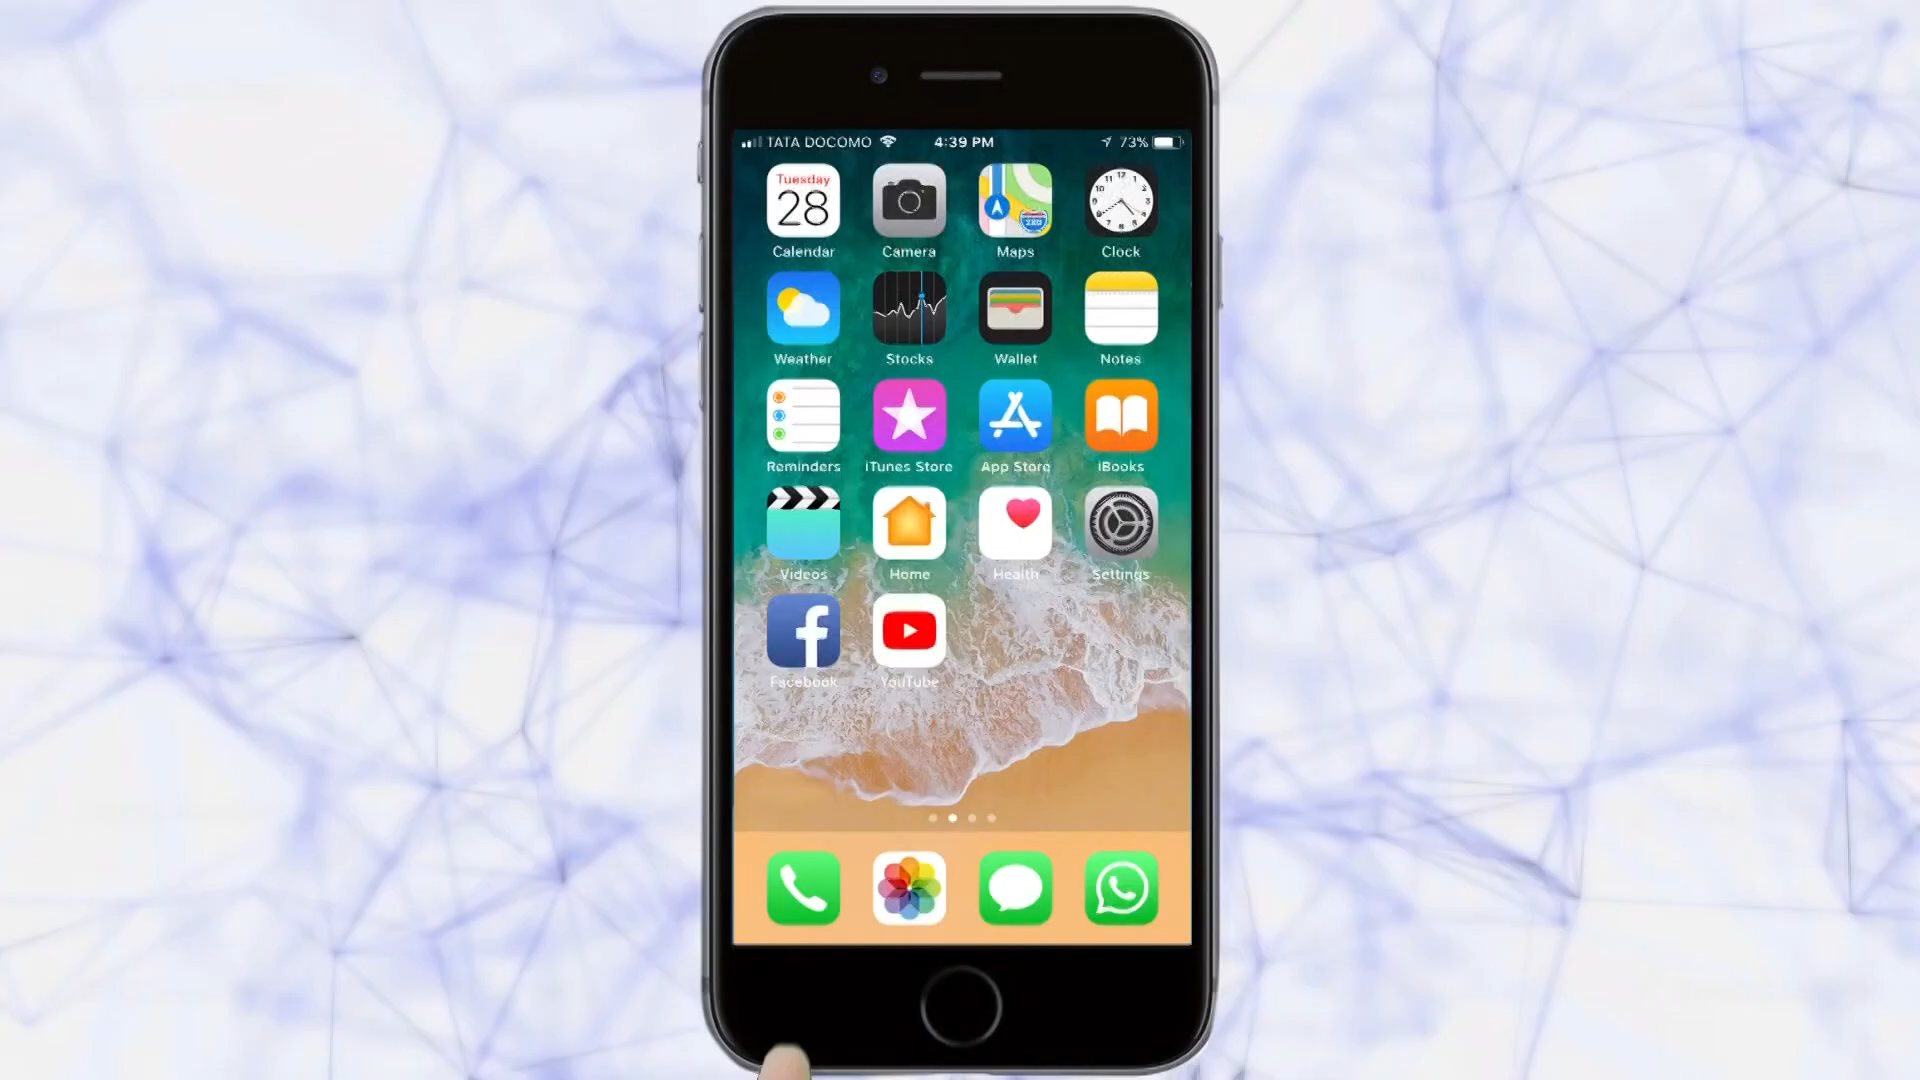 TATA DOCOMO 4:39 PM 73%
Tuesday
28
Calendar Camera Maps Clock
Weather Stocks Wallet Notes
Reminders iTunes Store App Store iBooks
Videos Home Health Settings
Facebook YouTube